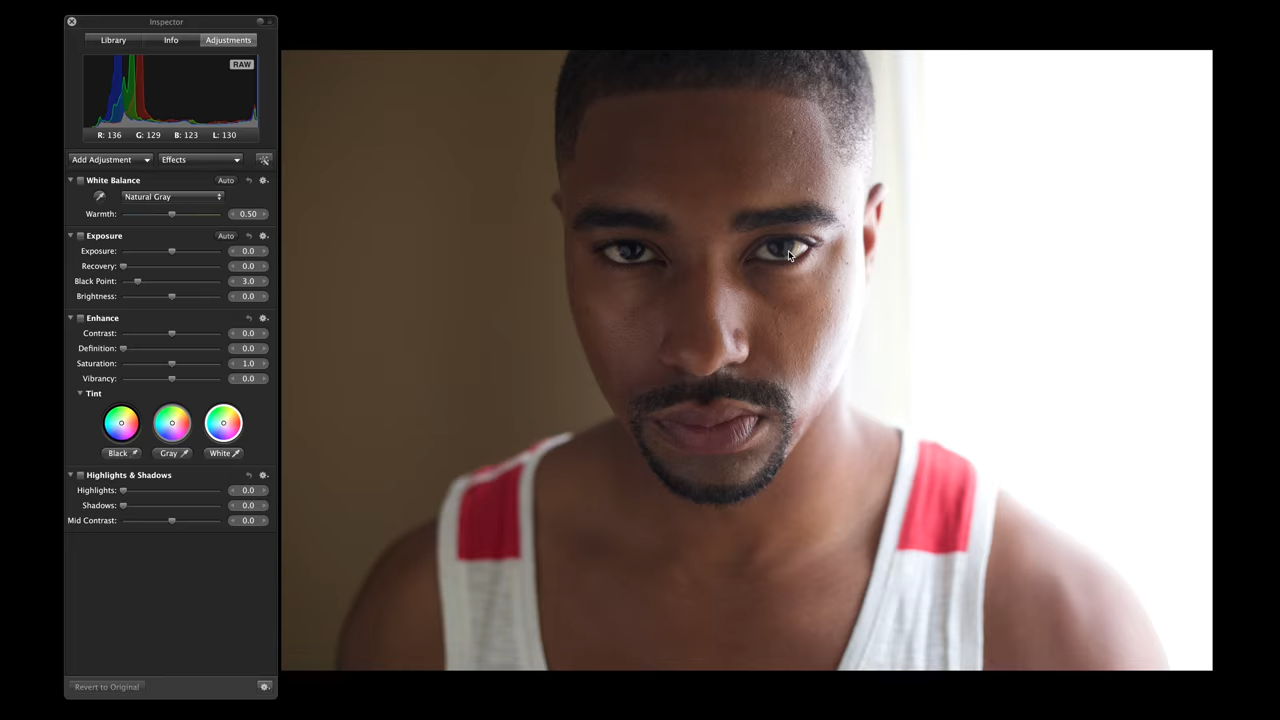 Inspector
Library Info Adjustments
RAW
R: 136 G: 129 B: 123 L: 130
Add Adjustment Effects
White Balance Auto
Natural Gray
Warmth: 0.50
Exposure Auto
Exposure: 0.0
Recovery: 0.0
Black Point: 3.0
Brightness: 0.0
Enhance
Contrast: 0.0
Definition: 0.0
Saturation: 1.0
Vibrancy: 0.0
Tint
Black Gray White
Highlights & Shadows
Highlights: 0.0
Shadows: 0.0
Mid Contrast: 0.0
Revert to Original